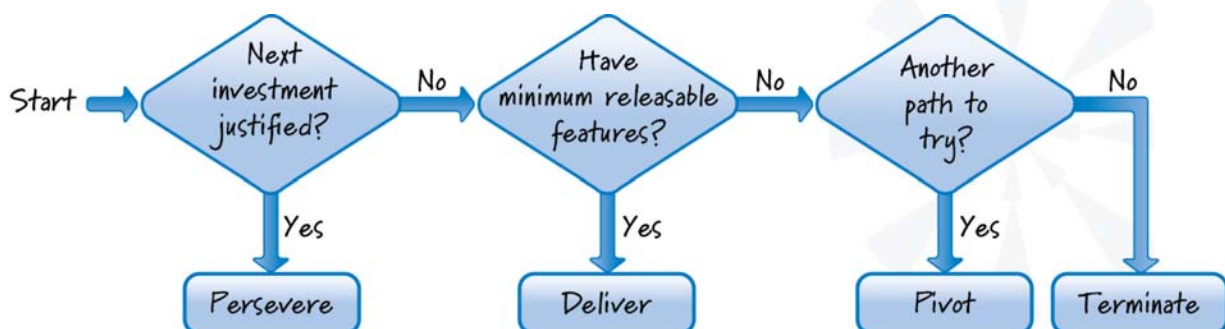 Start
Next
investment
justified?
No
Yes
Persevere
Have
minimum releasable
features?
No
Yes
Deliver
Another
path to
try?
No
Yes
Pivot
Terminate